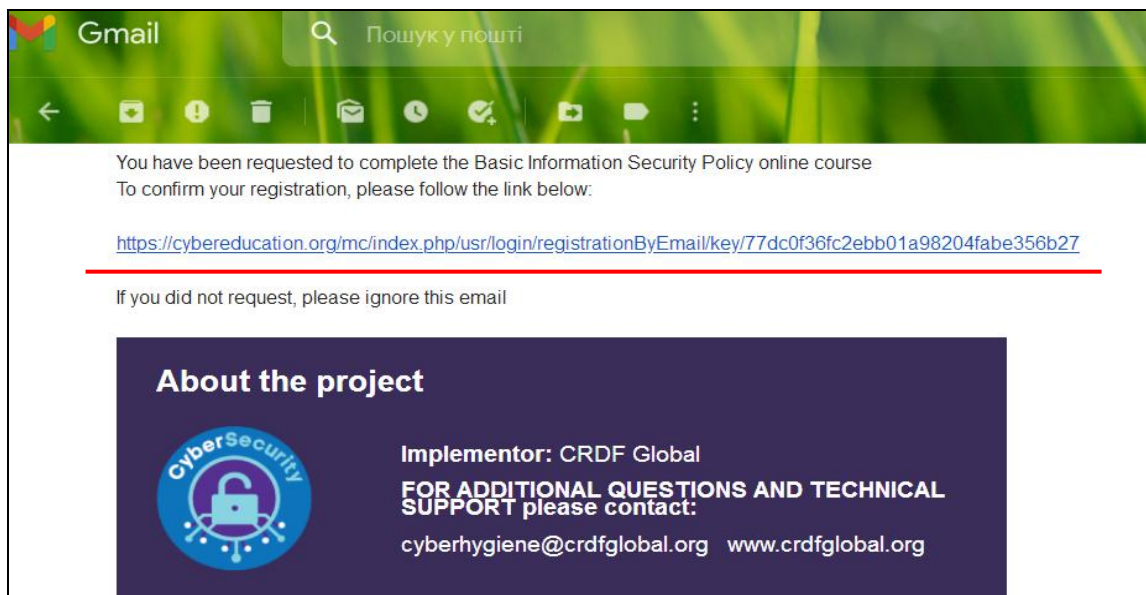 Gmail
Пошук у пошті
You have been requested to complete the Basic Information Security Policy online course
To confirm your registration, please follow the link below:
https://cybereducation.org/mc/index.php/usr/login/registrationByEmail/key/77dc0f36fc2ebb01a98204fabe356b27
If you did not request, please ignore this email
About the project
CyberSecurity
Implementor: CRDF Global
FOR ADDITIONAL QUESTIONS AND TECHNICAL
SUPPORT please contact:
cyberhygiene@crdfglobal.org www.crdfglobal.org